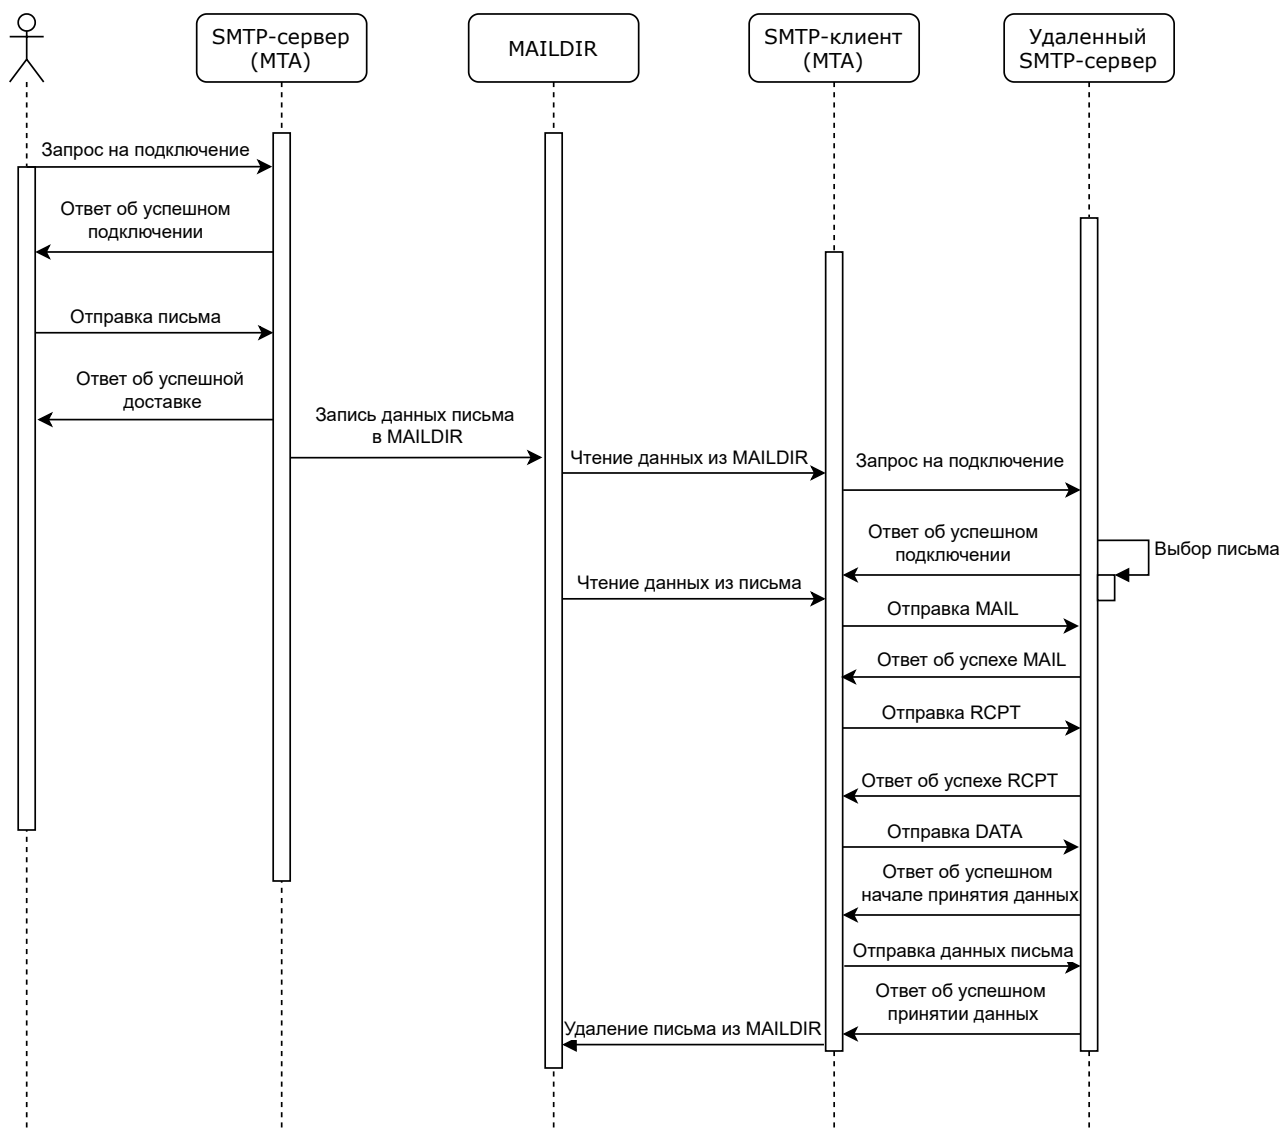 SMTP-сервер
(MTA)
MAILDIR
SMTP-клиент
(MTA)
Удаленный
SMTP-сервер
Запрос на подключение
Ответ об успешном
подключении
Отправка письма
Ответ об успешной
доставке
Запись данных письма
в MAILDIR
Чтение данных из MAILDIR
Запрос на подключение
Ответ об успешном
подключении
Выбор письма
Чтение данных из письма
Отправка MAIL
Ответ об успехе MAIL
Отправка RCPT
Ответ об успехе RCPT
Отправка DATA
Ответ об успешном
начале принятия данных
Отправка данных письма
Ответ об успешном
принятии данных
Удаление письма из MAILDIR